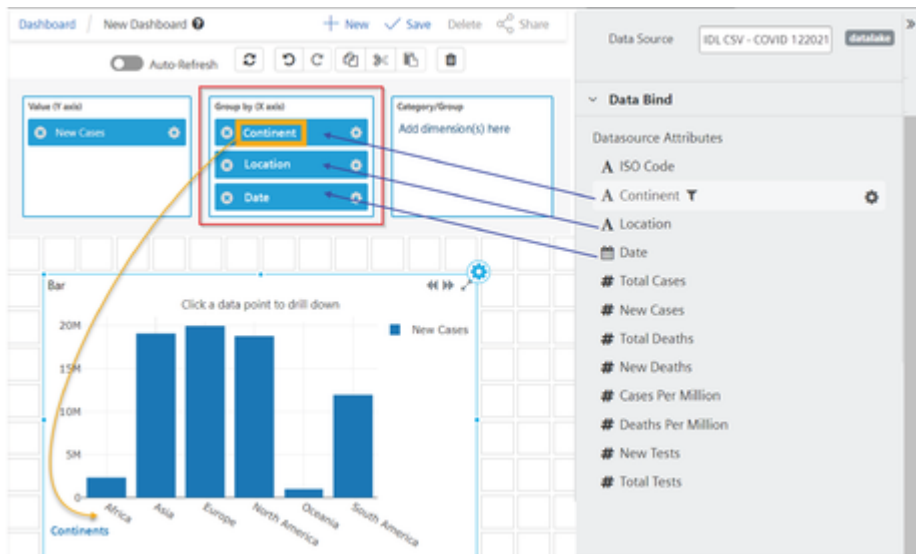 Dashboard / New Dashboard
New Save Delete Share
Auto-Refresh
Value (Y axis)
New Cases
Group by (X axis)
Continent
Location
Date
Category/Group
Add dimension(s) here
Bar
Click a data point to drill down
New Cases
20M
15M
10M
5M
0
Africa
Asia
Europe
North America
Oceania
South America
Continents
Data Source
IDL CSV - COVID 122021
datalake
Data Bind
Datasource Attributes
A ISO Code
A Continent
A Location
Date
# Total Cases
# New Cases
# Total Deaths
# New Deaths
# Cases Per Million
# Deaths Per Million
# New Tests
# Total Tests